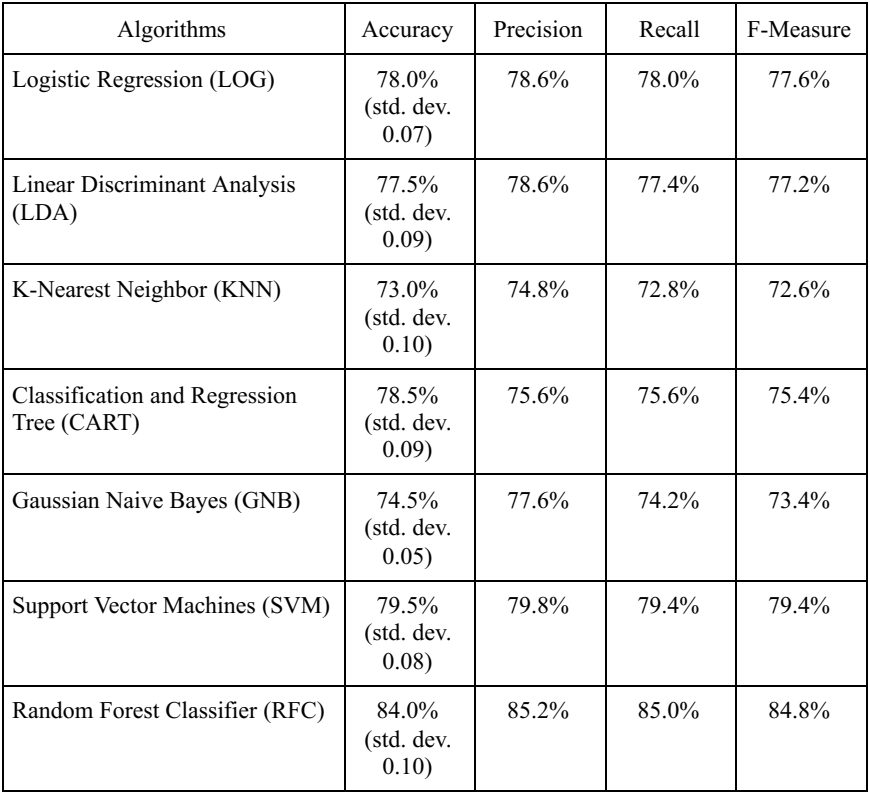 Algorithms Accuracy Precision Recall F-Measure
Logistic Regression (LOG) 78.0% 78.6% 78.0% 77.6%
(std. dev.
0.07)
Linear Discriminant Analysis 77.5% 78.6% 77.4% 77.2%
(LDA) (std. dev.
0.09)
K-Nearest Neighbor (KNN) 73.0% 74.8% 72.8% 72.6%
(std. dev.
0.10)
Classification and Regression 78.5% 75.6% 75.6% 75.4%
Tree (CART) (std. dev.
0.09)
Gaussian Naive Bayes (GNB) 74.5% 77.6% 74.2% 73.4%
(std. dev.
0.05)
Support Vector Machines (SVM) 79.5% 79.8% 79.4% 79.4%
(std. dev.
0.08)
Random Forest Classifier (RFC) 84.0% 85.2% 85.0% 84.8%
(std. dev.
0.10)